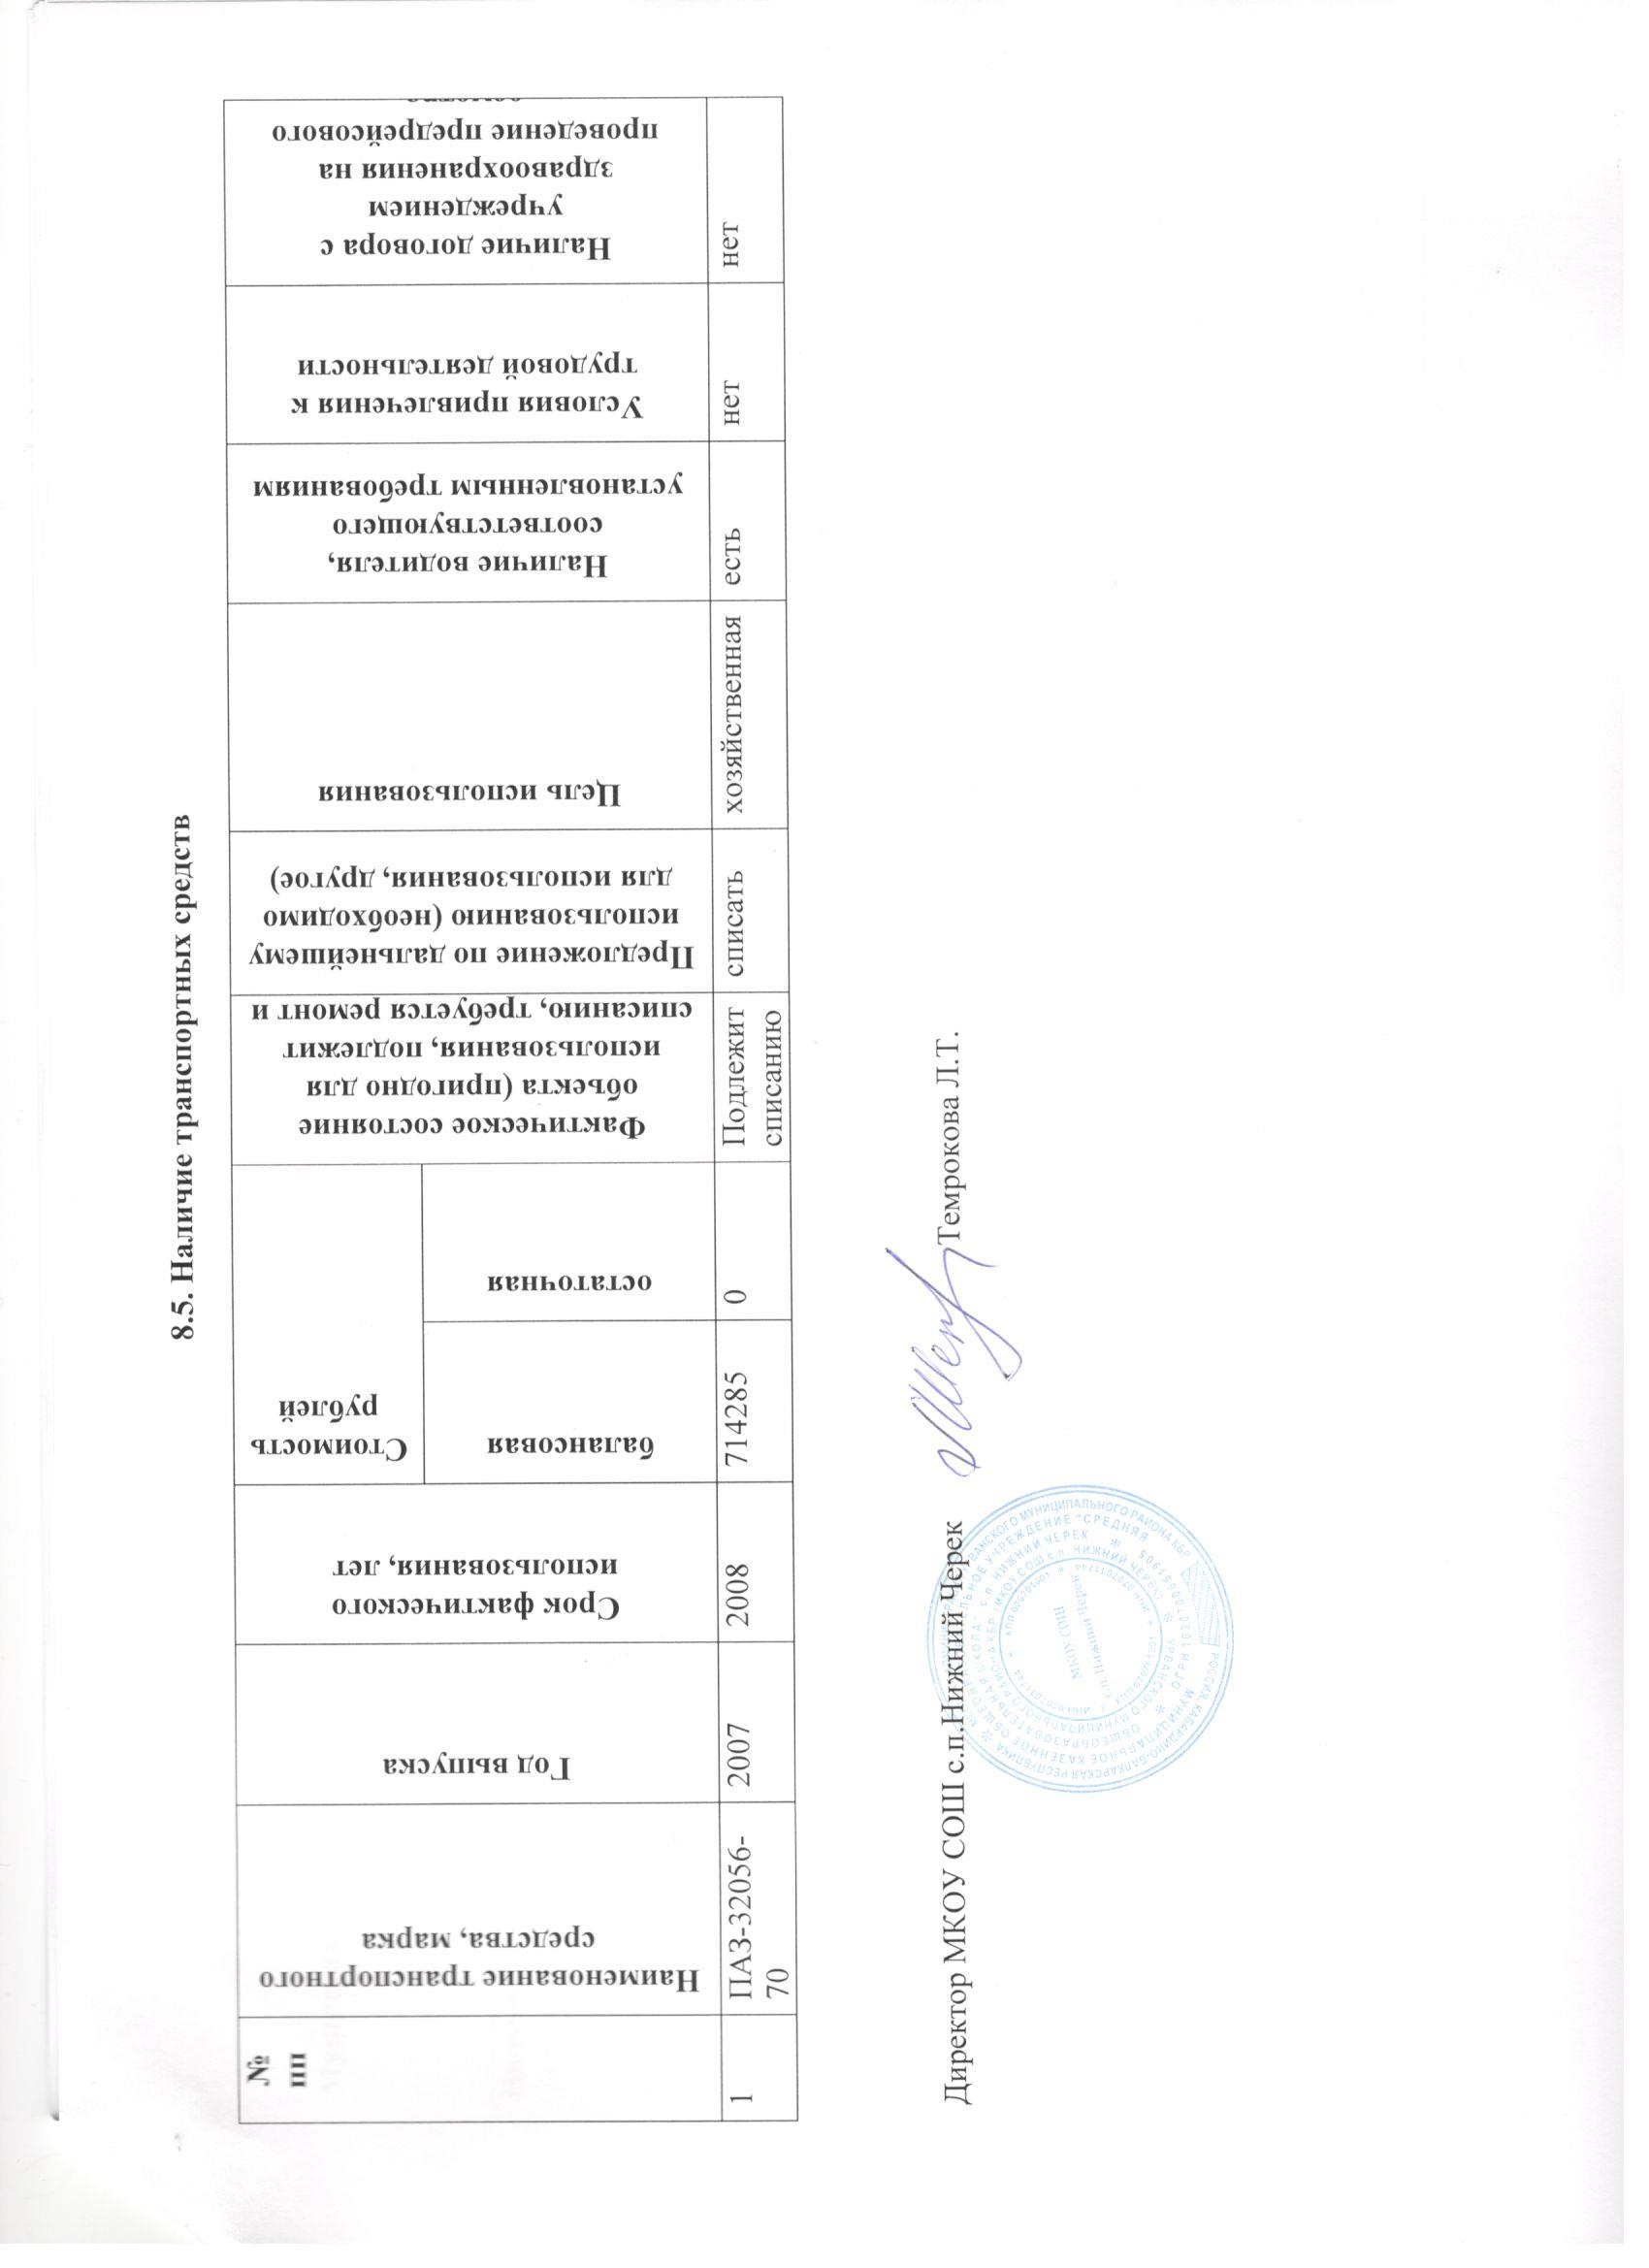 8.5. Наличие транспортных средств
№
пп
Наименование транспортного
средства, марка
Год выпуска
Срок фактического
использования, лет
Стоимость
рублей
балансовая
остаточная
Фактическое состояние
объекта (пригодно для
использования, подлежит
списанию, требуется ремонт и
Предложение по дальнейшему
использованию (необходимо
для использования, другое)
Цель использования
Наличие водителя,
соответствующего
установленным требованиям
Условия привлечения к
трудовой деятельности
Наличие договора с
учреждением
здравоохранения на
проведение предрейсового
1
ПАЗ-32056-
70
2007
2008
714285
0
Подлежит
списанию
списать
хозяйственная
есть
нет
нет
Директор МКОУ СОШ с.п.Нижний Черек
Темрокова Л.Т.
МКОУ СОШ
с.п. Нижний Черек